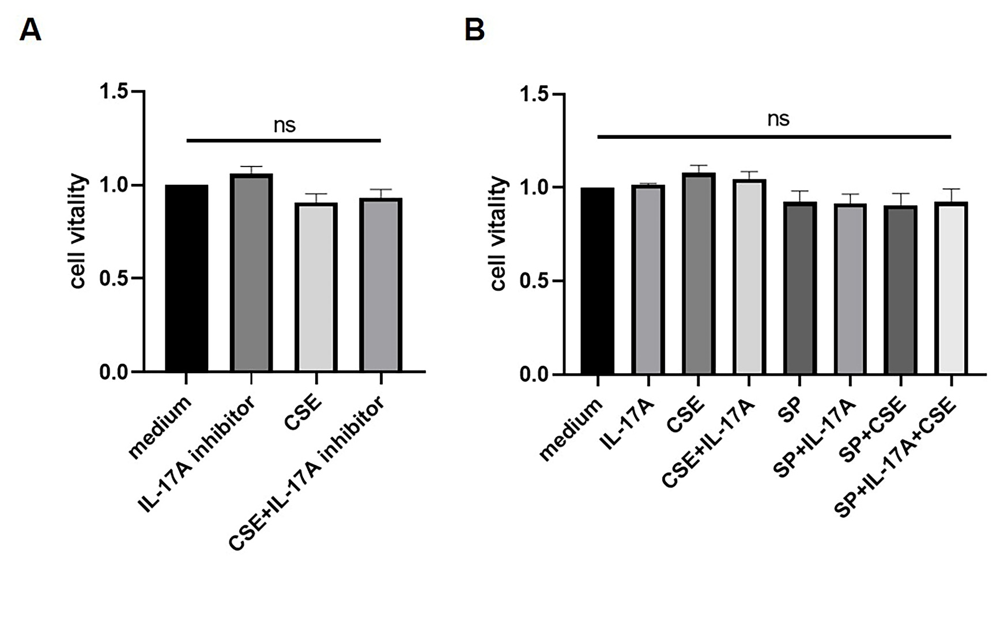 A
1.5
1.0
0.5
0.0
cell vitality
ns
medium
IL-17A inhibitor
CSE
CSE+IL-17A inhibitor
B
1.5
1.0
0.5
0.0
cell vitality
ns
medium
IL-17A
CSE
CSE+IL-17A
SP
SP+IL-17A
SP+CSE
SP+IL-17A+CSE